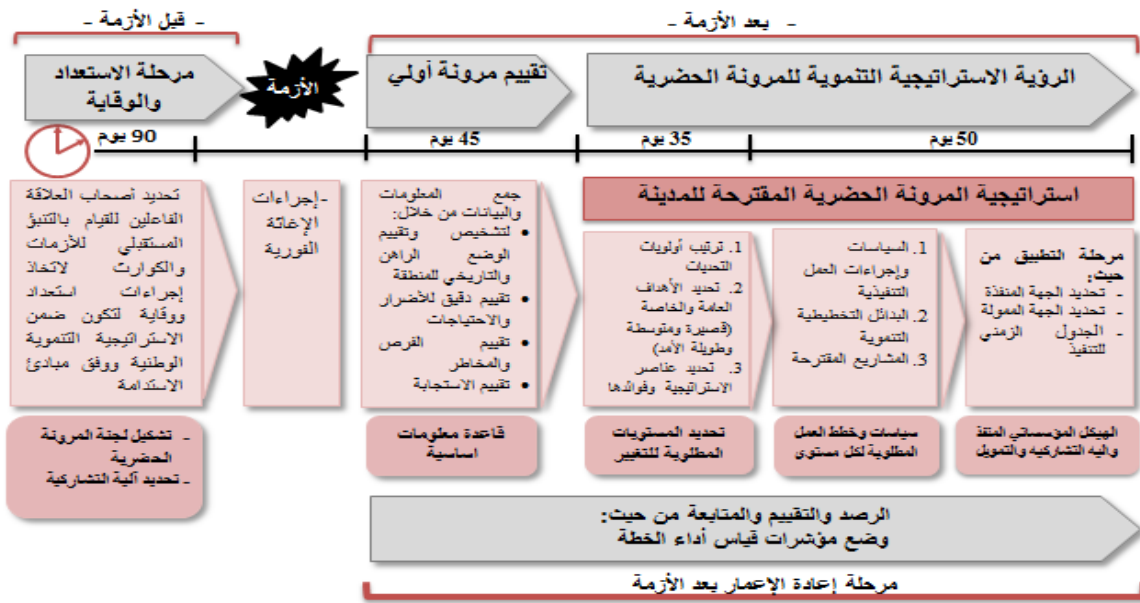 - قبل الأزمة -
- بعد الأزمة -
مرحلة الاستعداد
والوقاية
الأزمة
تقييم مرونة أولي
الرؤية الاستراتيجية التنموية للمرونة الحضرية
90 يوم
45 يوم
35 يوم
50 يوم
تحديد أصحاب العلاقة
الفاعلين للقيام بالتنبؤ
المستقبلي للأزمات
والكوارث لاتخاذ
إجراءات استعداد
ووقاية لتكون ضمن
الاستراتيجية التنموية
الوطنية ووفق مبادئ
الاستدامة
- إجراءات
الإغاثة
الفورية
جمع المعلومات
والبيانات من خلال:
• لتشخيص وتقييم
الوضع الراهن
والتاريخي للمنطقة
• تقييم دقيق للأضرار
والاحتياجات
• تقييم الفرص
والمخاطر
• تقييم الاستجابة
استراتيجية المرونة الحضرية المقترحة للمدينة
1. ترتيب أولويات
التحديات
2. تحديد الأهداف
العامة والخاصة
(قصيرة ومتوسطة
وطويلة الأمد)
3. تحديد عناصر
الاستراتيجية وفوائدها
1. السياسات
وإجراءات العمل
التنفيذية
2. البدائل التخطيطية
التنموية
3. المشاريع المقترحة
مرحلة التطبيق من
حيث:
- تحديد الجهة المنفذة
- تحديد الجهة الممولة
- الجدول الزمني
للتنفيذ
- تشكيل لجنة المرونة
الحضرية
- تحديد آلية التشاركية
قاعدة معلومات
اساسية
تحديد المستويات
المطلوبة للتغيير
سياسات وخطط العمل
المطلوبة لكل مستوى
الهيكل المؤسساتي المنفذ
واليه التشاركيه والتمويل
الرصد والتقييم والمتابعة من حيث:
وضع مؤشرات قياس أداء الخطة
مرحلة إعادة الإعمار بعد الأزمة